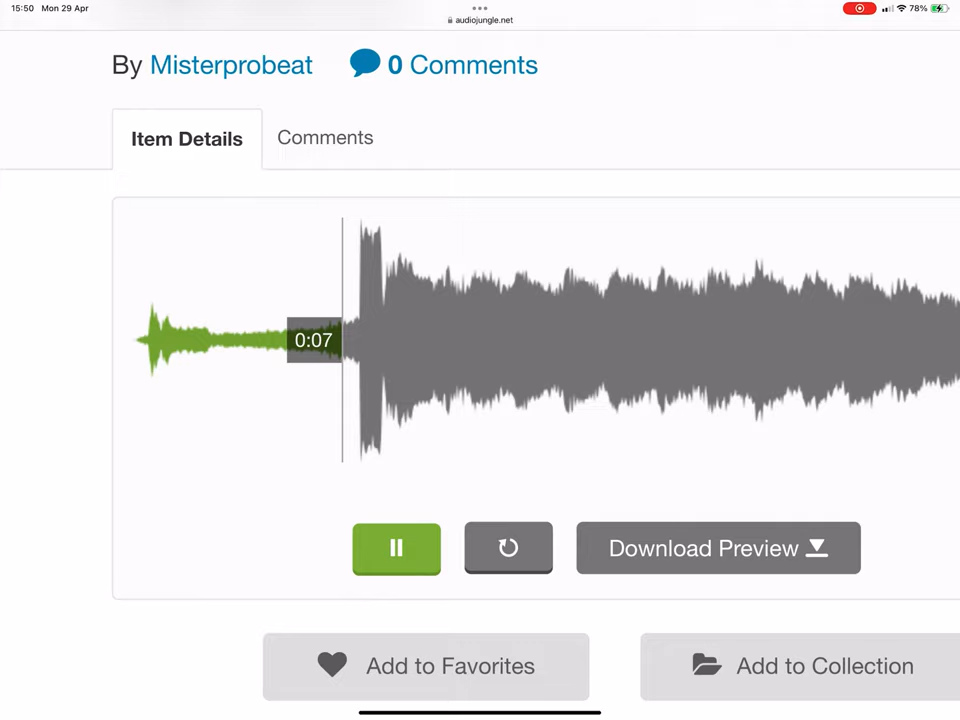 15:50 Mon 29 Apr
78%
audiojungle.net
By Misterprobeat 0 Comments
Item Details Comments
0:07
Download Preview
Add to Favorites Add to Collection